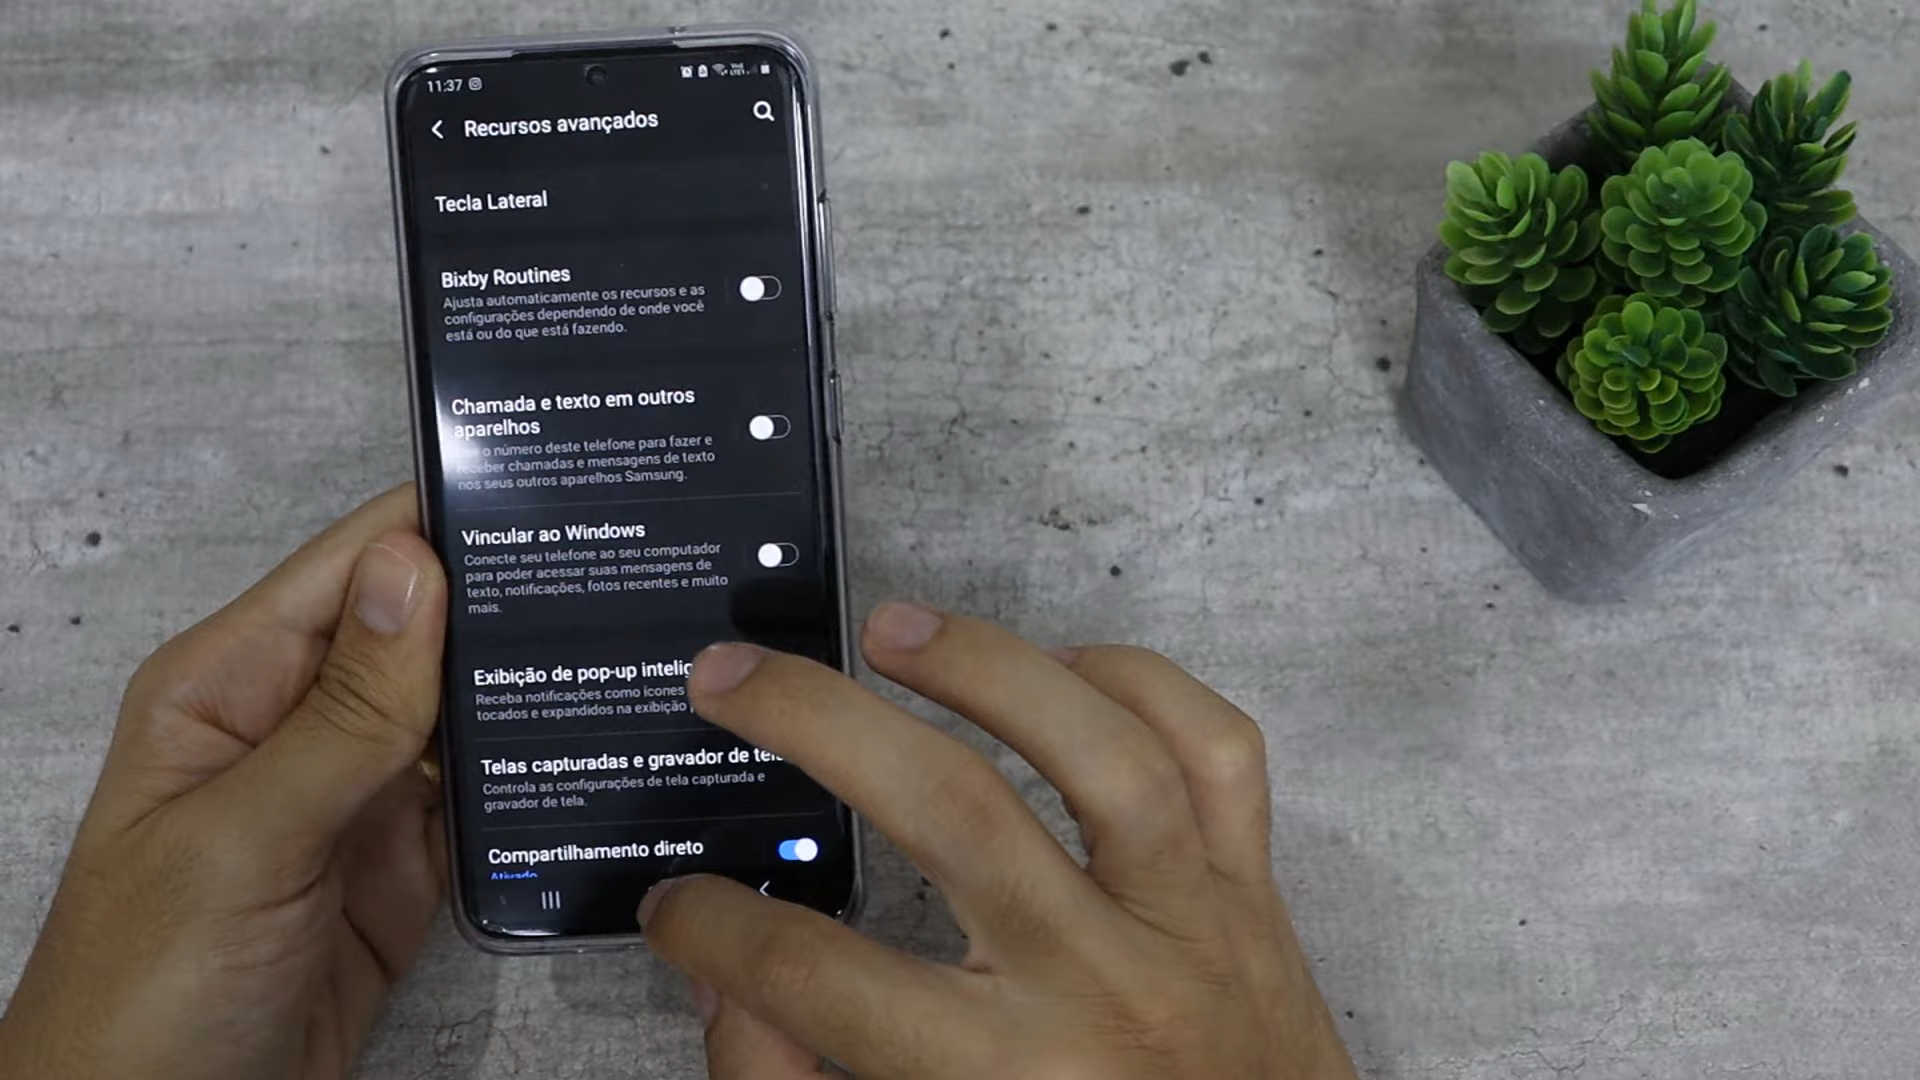 11:37
Recursos avançados
Tecla Lateral
Bixby Routines
Ajusta automaticamente os recursos e as
configurações dependendo de onde você
está ou do que está fazendo.
Chamada e texto em outros
aparelhos
o número deste telefone para fazer e
receber chamadas e mensagens de texto
nos seus outros aparelhos Samsung.
Vincular ao Windows
Conecte seu telefone ao seu computador
para poder acessar suas mensagens de
texto, notificações, fotos recentes e muito
mais.
Exibição de pop-up
Receba notificações como ícones
tocados e expandidos na exibição
Telas capturadas e gravador de
Controla as configurações de tela capturada e
gravador de tela.
Compartilhamento direto
Ativado